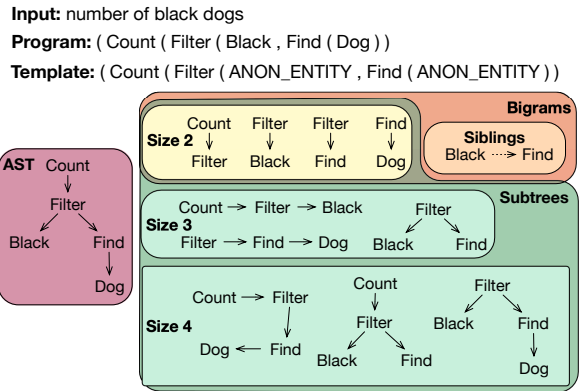 Input: number of black dogs
Program: ( Count ( Filter ( Black , Find ( Dog ) )
Template: ( Count ( Filter ( ANON_ENTITY , Find ( ANON_ENTITY ) )
Bigrams
Size 2
Count Filter Filter Find
Filter Black Find Dog
Siblings
Black Find
AST
Count
Filter
Black Find
Dog
Subtrees
Size 3
Count Filter Black
Filter Find Dog
Filter
Black Find
Size 4
Count Filter
Dog Find
Count
Filter
Black Find
Filter
Black Find
Dog